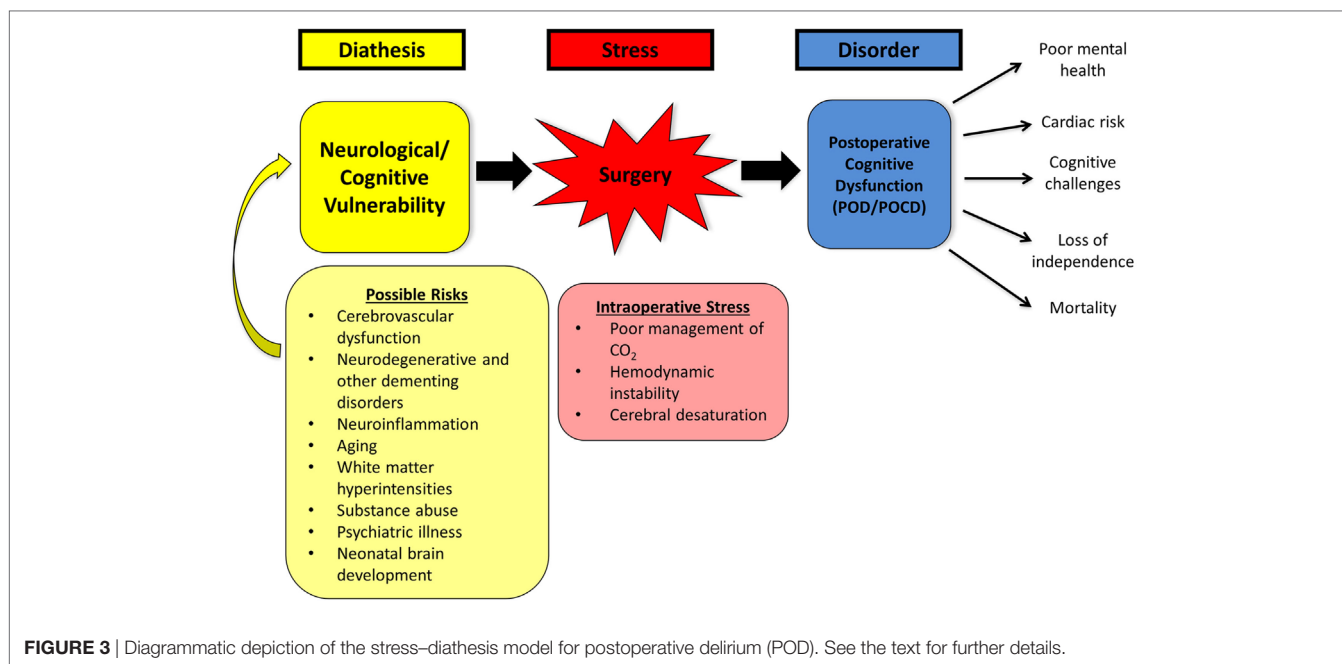 Diathesis
Stress
Disorder
Neurological/
Cognitive
Vulnerability
Surgery
Postoperative
Cognitive
Dysfunction
(POD/POCD)
Poor mental
health
Cardiac risk
Cognitive
challenges
Loss of
independence
Mortality
Possible Risks
• Cerebrovascular
dysfunction
• Neurodegenerative and
other dementing
disorders
• Neuroinflammation
• Aging
• White matter
hyperintensities
• Substance abuse
• Psychiatric illness
• Neonatal brain
development
Intraoperative Stress
• Poor management of
CO₂
• Hemodynamic
instability
• Cerebral desaturation
FIGURE 3 | Diagrammatic depiction of the stress–diathesis model for postoperative delirium (POD). See the text for further details.